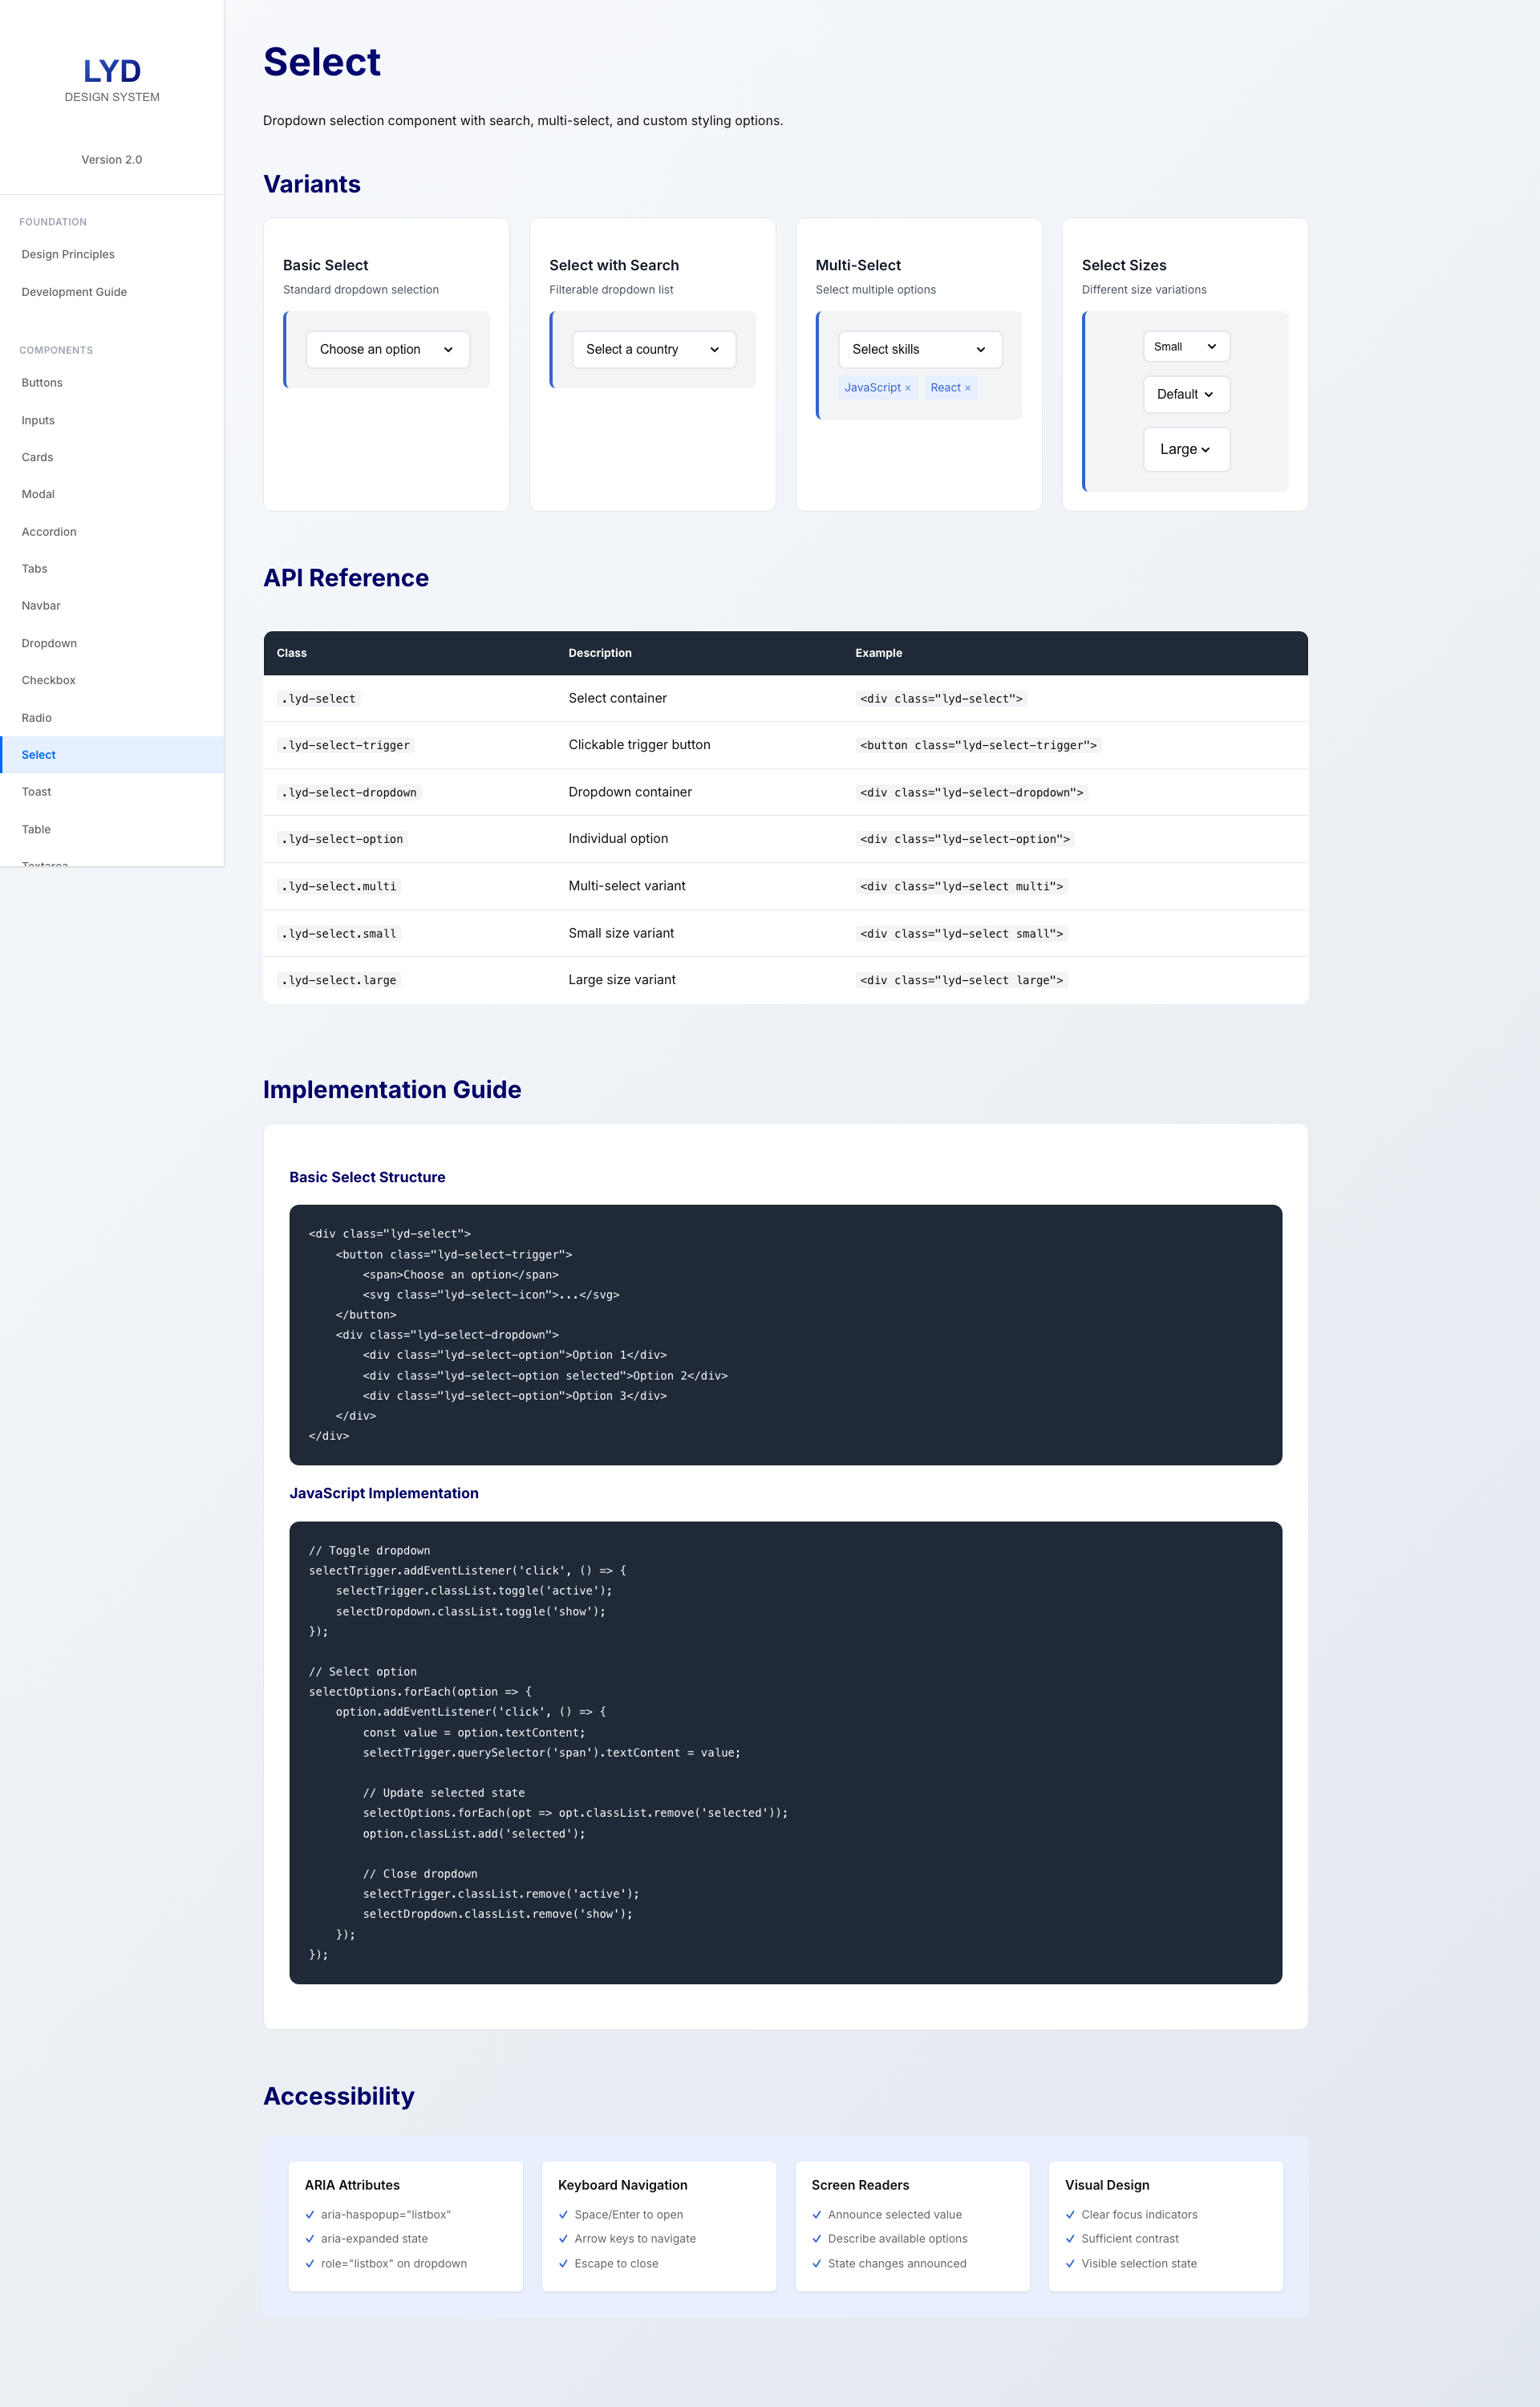 LYD
DESIGN SYSTEM
Version 2.0
FOUNDATION
Design Principles
Development Guide
COMPONENTS
Buttons
Inputs
Cards
Modal
Accordion
Tabs
Navbar
Dropdown
Checkbox
Radio
Select
Toast
Table
Textarea
Select
Dropdown selection component with search, multi-select, and custom styling options.
Variants
Basic Select
Standard dropdown selection
Choose an option
Select with Search
Filterable dropdown list
Select a country
Multi-Select
Select multiple options
Select skills
JavaScript × React ×
Select Sizes
Different size variations
Small
Default
Large
API Reference
Class Description Example
.lyd-select Select container <div class="lyd-select">
.lyd-select-trigger Clickable trigger button <button class="lyd-select-trigger">
.lyd-select-dropdown Dropdown container <div class="lyd-select-dropdown">
.lyd-select-option Individual option <div class="lyd-select-option">
.lyd-select.multi Multi-select variant <div class="lyd-select multi">
.lyd-select.small Small size variant <div class="lyd-select small">
.lyd-select.large Large size variant <div class="lyd-select large">
Implementation Guide
Basic Select Structure
<div class="lyd-select">
    <button class="lyd-select-trigger">
        <span>Choose an option</span>
        <svg class="lyd-select-icon">...</svg>
    </button>
    <div class="lyd-select-dropdown">
        <div class="lyd-select-option">Option 1</div>
        <div class="lyd-select-option selected">Option 2</div>
        <div class="lyd-select-option">Option 3</div>
    </div>
</div>
JavaScript Implementation
// Toggle dropdown
selectTrigger.addEventListener('click', () => {
    selectTrigger.classList.toggle('active');
    selectDropdown.classList.toggle('show');
});
// Select option
selectOptions.forEach(option => {
    option.addEventListener('click', () => {
        const value = option.textContent;
        selectTrigger.querySelector('span').textContent = value;
        // Update selected state
        selectOptions.forEach(opt => opt.classList.remove('selected'));
        option.classList.add('selected');
        // Close dropdown
        selectTrigger.classList.remove('active');
        selectDropdown.classList.remove('show');
    });
});
Accessibility
ARIA Attributes
✓ aria-haspopup="listbox"
✓ aria-expanded state
✓ role="listbox" on dropdown
Keyboard Navigation
✓ Space/Enter to open
✓ Arrow keys to navigate
✓ Escape to close
Screen Readers
✓ Announce selected value
✓ Describe available options
✓ State changes announced
Visual Design
✓ Clear focus indicators
✓ Sufficient contrast
✓ Visible selection state